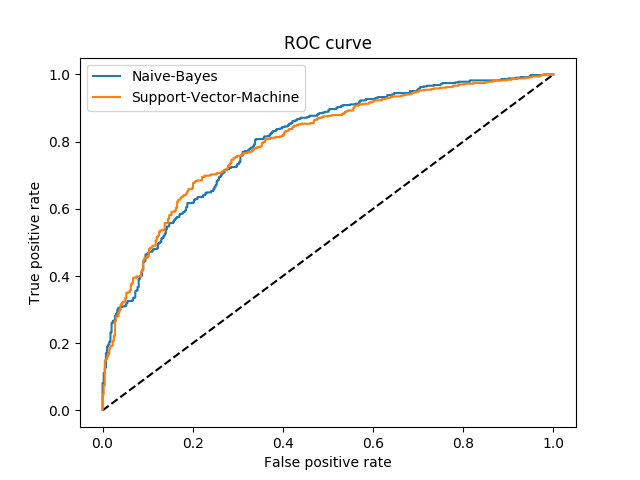 ROC curve
Naive-Bayes
Support-Vector-Machine
True positive rate
1.0
0.8
0.6
0.4
0.2
0.0
0.0 0.2 0.4 0.6 0.8 1.0
False positive rate